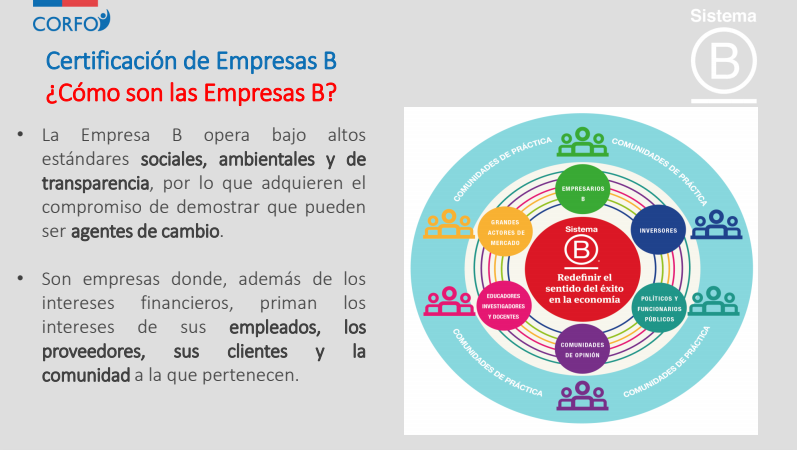 CORFO
Sistema
B
Certificación de Empresas B
¿Cómo son las Empresas B?
• La Empresa B opera bajo altos
estándares sociales, ambientales y de
transparencia, por lo que adquieren el
compromiso de demostrar que pueden
ser agentes de cambio.
• Son empresas donde, además de los
intereses financieros, priman los
intereses de sus empleados, los
proveedores, sus clientes y la
comunidad a la que pertenecen.
COMUNIDADES DE PRÁCTICA
COMUNIDADES DE PRÁCTICA
EMPRESARIOS
B
GRANDES
ACTORES DE
MERCADO
INVERSORES
Sistema
B
Redefinir el
sentido del éxito
en la economía
EDUCADORES
INVESTIGADORES
Y DOCENTES
POLÍTICOS Y
FUNCIONARIOS
PÚBLICOS
COMUNIDADES
DE OPINIÓN
COMUNIDADES DE PRÁCTICA
COMUNIDADES DE PRÁCTICA